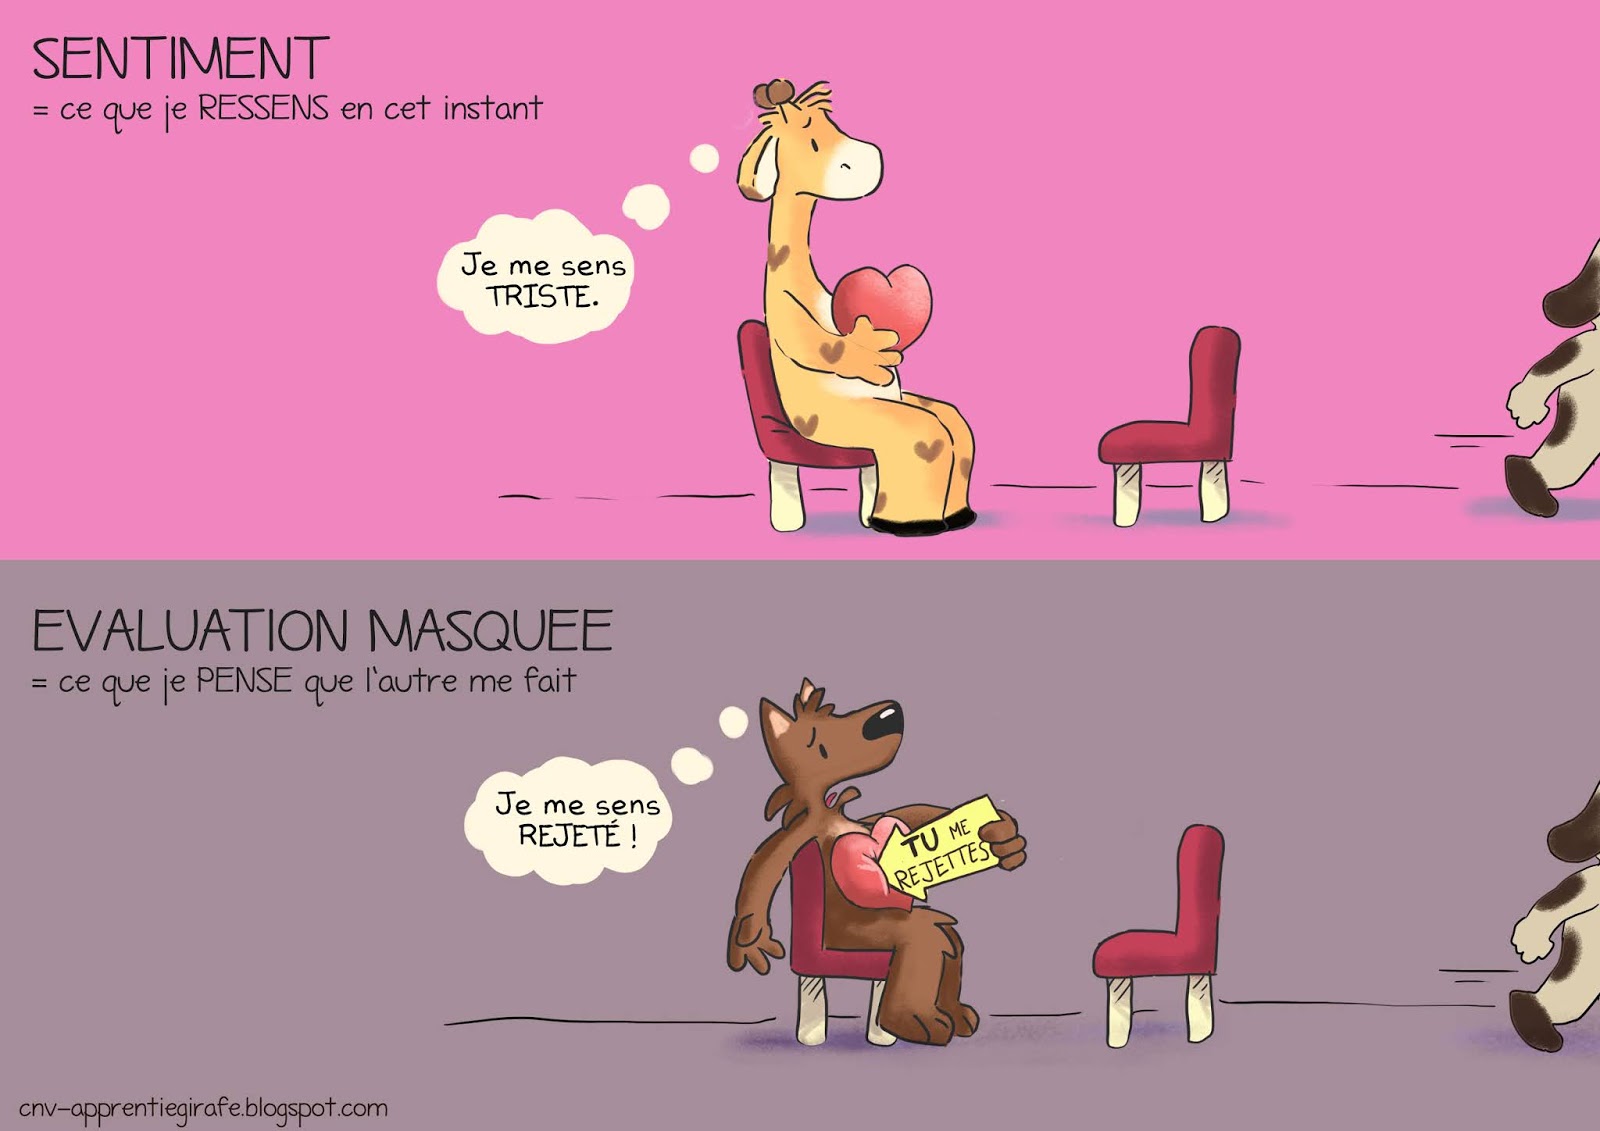 SENTIMENT
= ce que je RESSENS en cet instant
Je me sens
TRISTE.
EVALUATION MASQUEE
= ce que je PENSE que l'autre me fait
Je me sens
REJETÉ !
TU ME
REJETTES
cnv-apprentiegirafe.blogspot.com